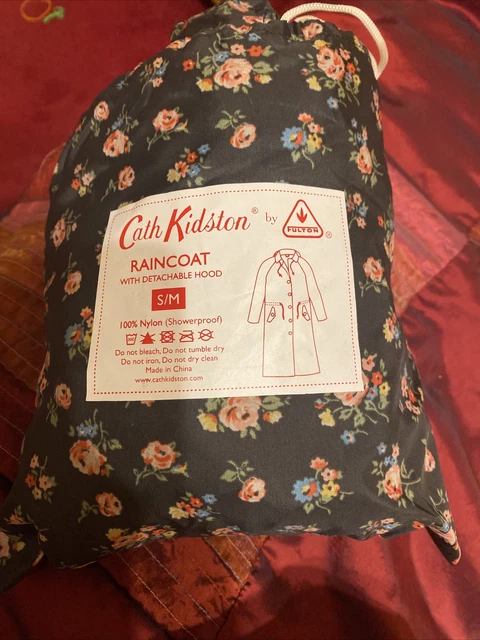 Cath Kidston® by FULTON®
RAINCOAT
WITH DETACHABLE HOOD
S/M
100% Nylon (Showerproof)
Do not bleach, Do not tumble dry
Do not iron, Do not dry clean
Made in China
www.cathkidston.com